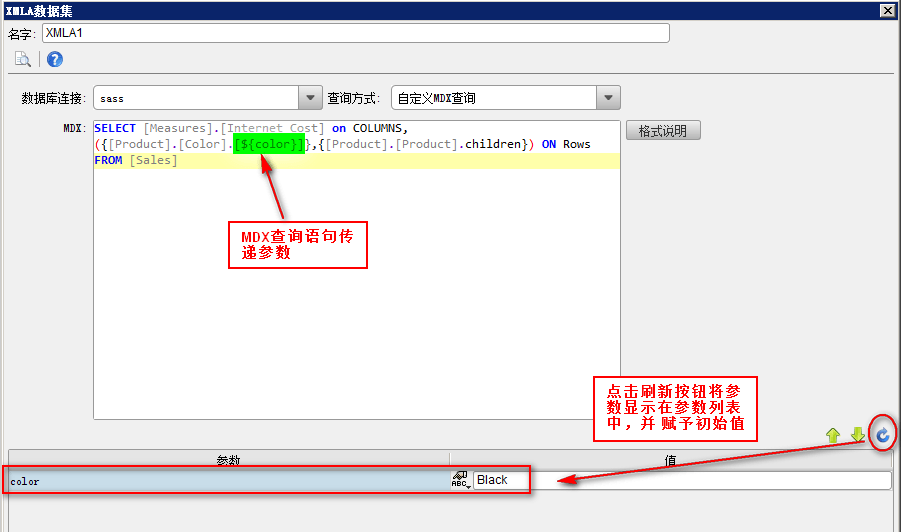 XMLA数据集
名字: XMLA1
数据库连接: sass 查询方式: 自定义MDX查询
MDX: SELECT [Measures].[Internet Cost] on COLUMNS, 格式说明
({[Product].[Color].[${color}]},{[Product].[Product].children}) ON Rows
FROM [Sales]
MDX查询语句传
递参数
点击刷新按钮将参
数显示在参数列表
中，并 赋予初始值
参数 值
color ABC Black